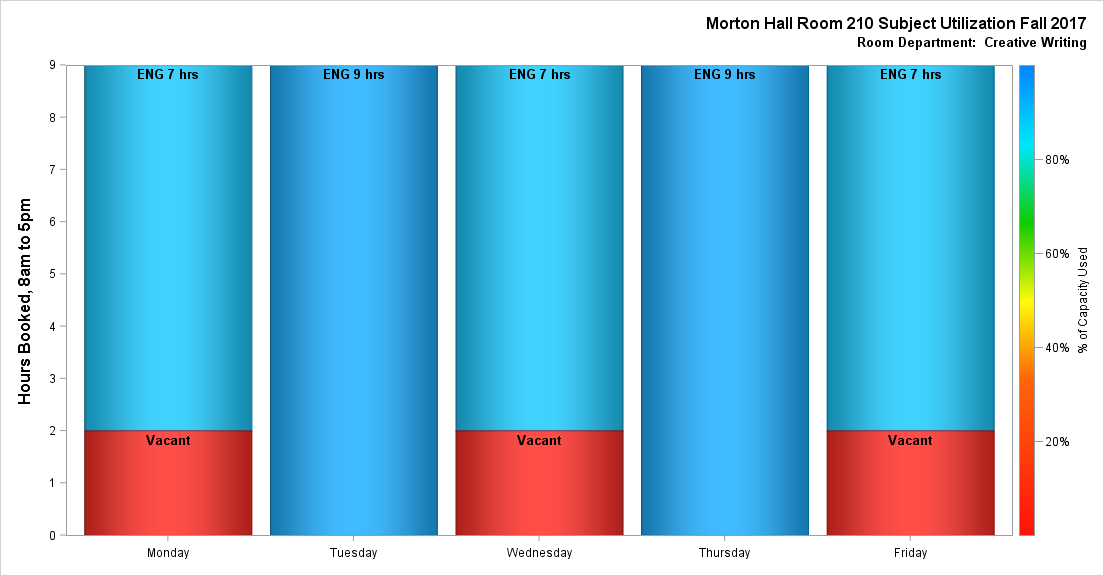 Morton Hall Room 210 Subject Utilization Fall 2017
Room Department:  Creative Writing
Hours Booked, 8am to 5pm
9
8
7
6
5
4
3
2
1
0
ENG 7 hrs
ENG 9 hrs
ENG 7 hrs
ENG 9 hrs
ENG 7 hrs
Vacant
Vacant
Vacant
Monday
Tuesday
Wednesday
Thursday
Friday
80%
60%
40%
20%
% of Capacity Used